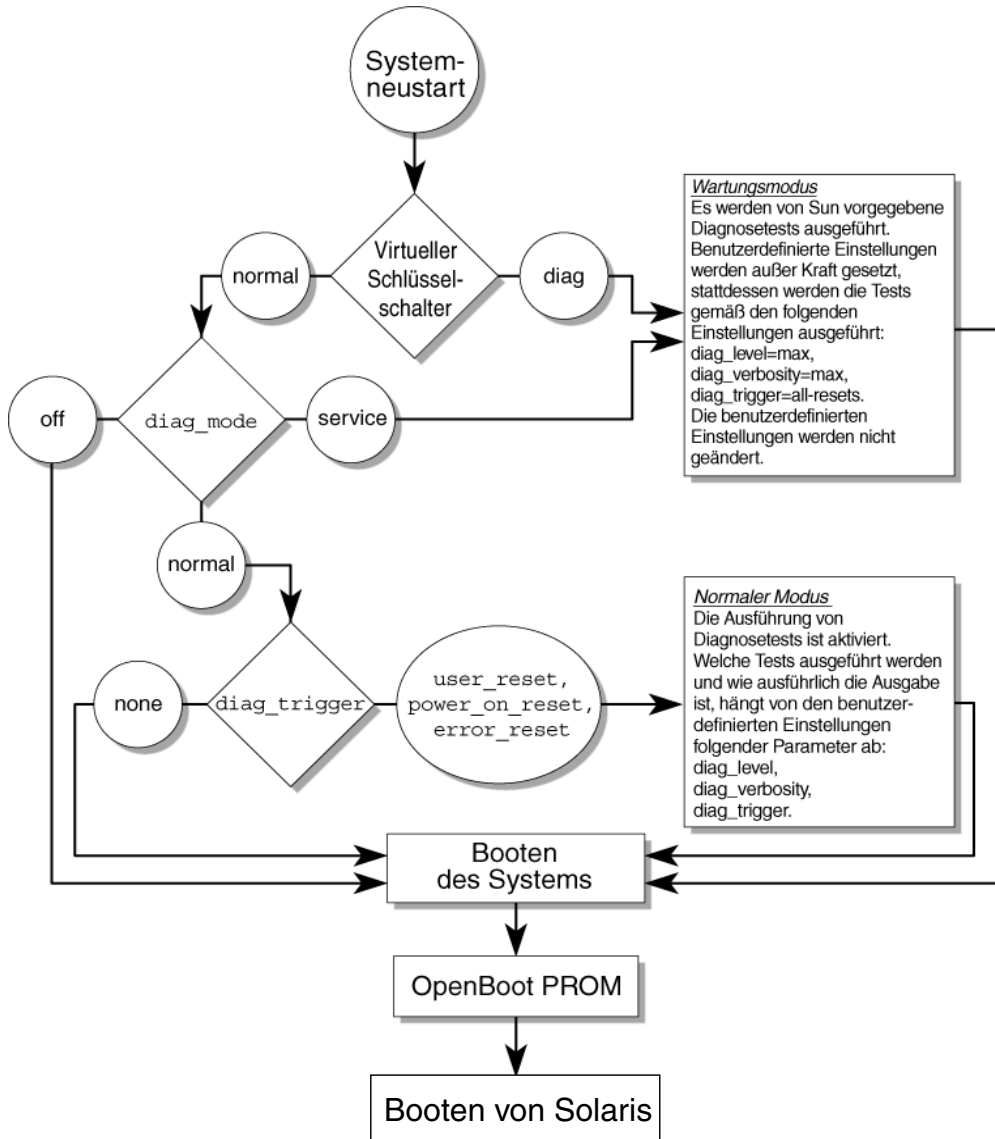 System-
neustart
Virtueller
Schlüssel-
schalter
normal
diag
Wartungsmodus
Es werden von Sun vorgegebene
Diagnosetests ausgeführt.
Benutzerdefinierte Einstellungen
werden außer Kraft gesetzt,
stattdessen werden die Tests
gemäß den folgenden
Einstellungen ausgeführt:
diag_level=max,
diag_verbosity=max,
diag_trigger=all-resets.
Die benutzerdefinierten
Einstellungen werden nicht
geändert.
off
diag_mode
service
normal
none
diag_trigger
user_reset,
power_on_reset,
error_reset
Normaler Modus
Die Ausführung von
Diagnosetests ist aktiviert.
Welche Tests ausgeführt werden
und wie ausführlich die Ausgabe
ist, hängt von den benutzer-
definierten Einstellungen
folgender Parameter ab:
diag_level,
diag_verbosity,
diag_trigger.
Booten
des Systems
OpenBoot PROM
Booten von Solaris